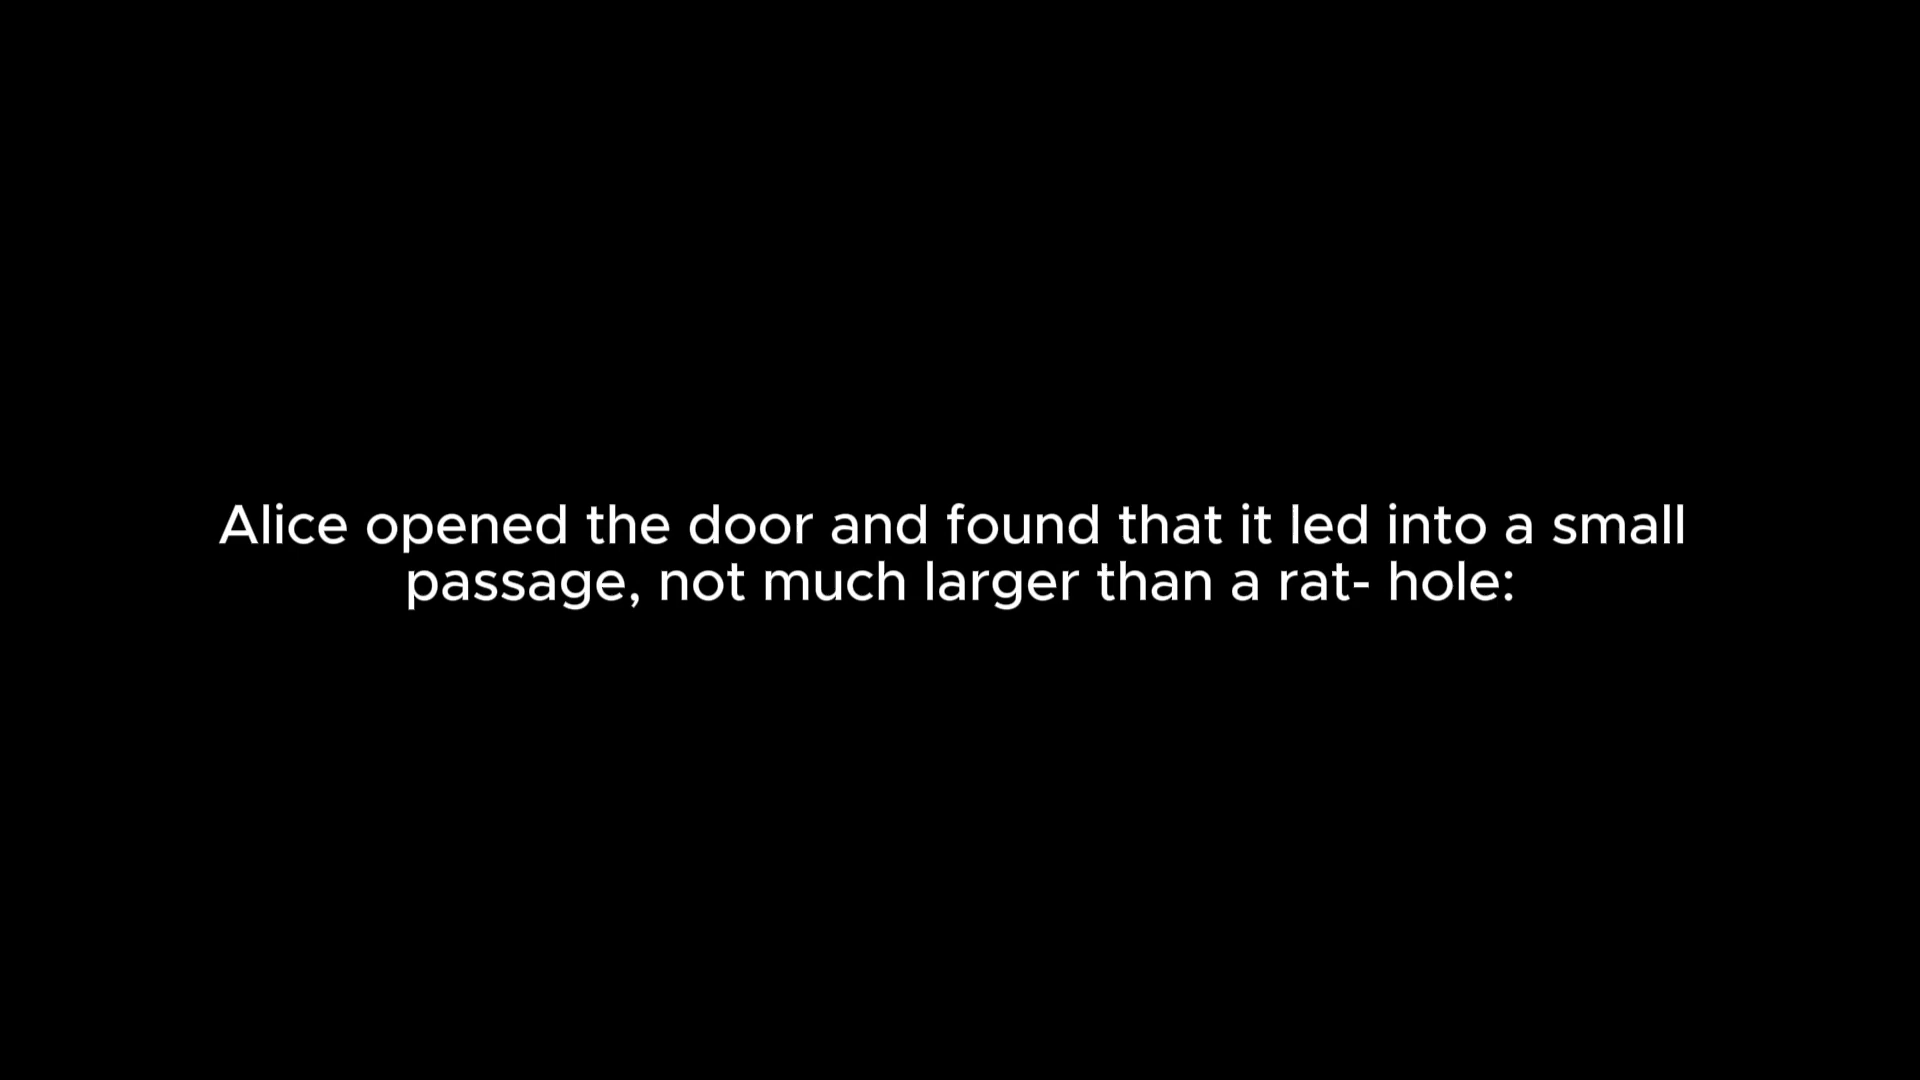 Alice opened the door and found that it led into a small
passage, not much larger than a rat- hole: